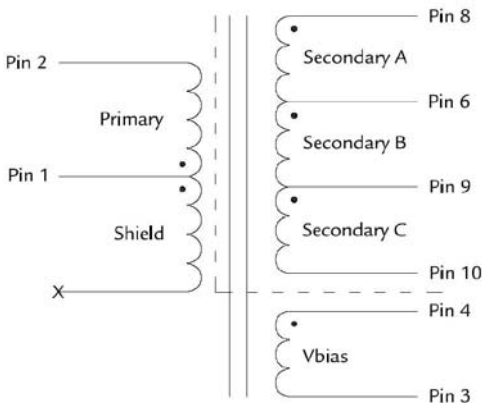 Pin 8
Secondary A
Pin 2
Pin 6
Primary
Secondary B
Pin 1
Pin 9
Shield
Secondary C
Pin 10
X
Pin 4
Vbias
Pin 3